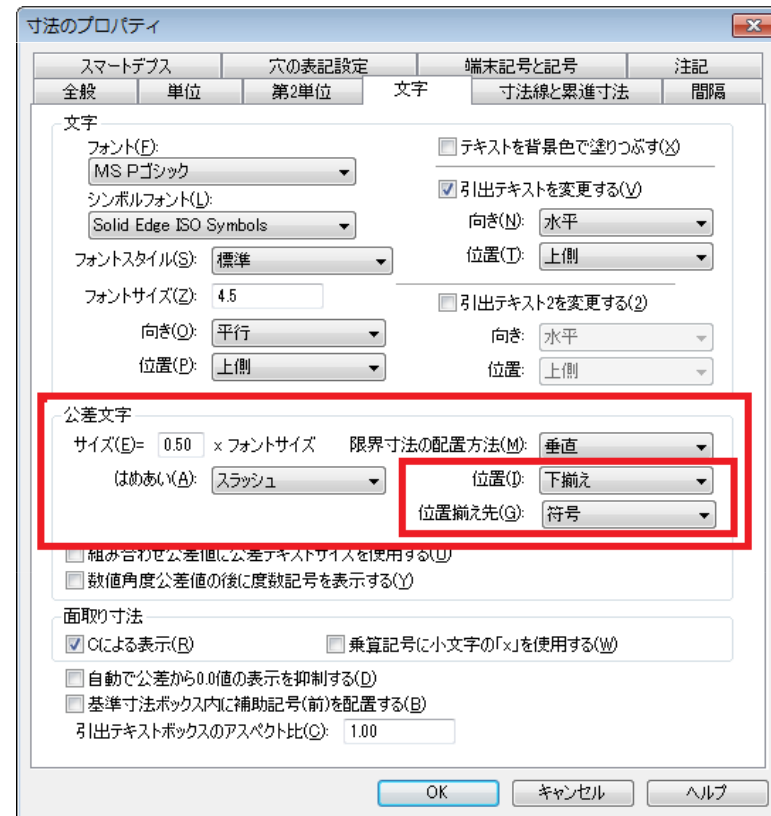 寸法のプロパティ
スマートデプス 穴の表記設定 端末記号と記号 注記
全般 単位 第2単位 文字 寸法線と累進寸法 間隔
文字
フォント(F):
MS Pゴシック
シンボルフォント(L):
Solid Edge ISO Symbols
フォントスタイル(S): 標準
フォントサイズ(Z): 4.5
向き(O): 平行
位置(P): 上側
テキストを背景色で塗りつぶす(X)
引出テキストを変更する(V)
向き(N): 水平
位置(T): 上側
引出テキスト2を変更する(2)
向き: 水平
位置: 上側
公差文字
サイズ(E)= 0.50 x フォントサイズ 限界寸法の配置方法(M): 垂直
はめあい(A): スラッシュ 位置(I): 下揃え
位置揃え先(G): 符号
組み合わせ公差値に公差テキストサイズを使用する(U)
数値角度公差値の後に度数記号を表示する(Y)
面取り寸法
Cによる表示(R) 乗算記号に小文字の「x」を使用する(W)
自動で公差から0.0値の表示を抑制する(D)
基準寸法ボックス内に補助記号(前)を配置する(B)
引出テキストボックスのアスペクト比(C): 1.00
OK キャンセル ヘルプ